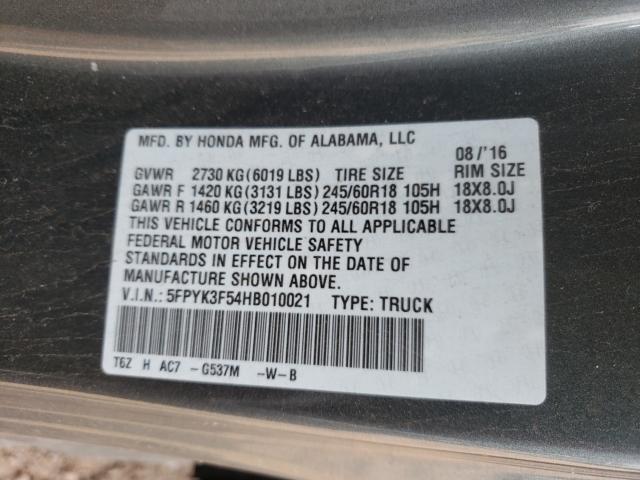 MFD. BY HONDA MFG. OF ALABAMA, LLC
08/'16
GVWR 2730 KG(6019 LBS) TIRE SIZE RIM SIZE
GAWR F 1420 KG(3131 LBS) 245/60R18 105H 18X8.0J
GAWR R 1460 KG(3219 LBS) 245/60R18 105H 18X8.0J
THIS VEHICLE CONFORMS TO ALL APPLICABLE
FEDERAL MOTOR VEHICLE SAFETY
STANDARDS IN EFFECT ON THE DATE OF
MANUFACTURE SHOWN ABOVE.
V.I.N.: 5FPYK3F54HB010021 TYPE: TRUCK
T6Z H AC7 -G537M -W-B